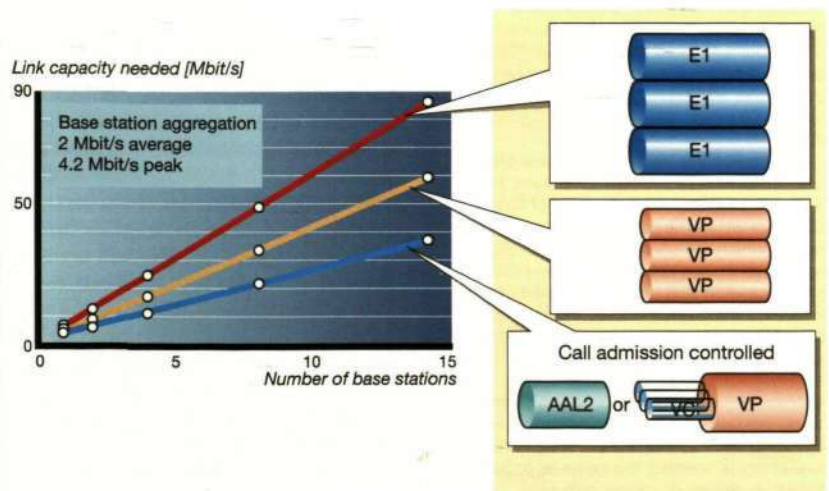 Link capacity needed [Mbit/s]
90
50
0
Base station aggregation
2 Mbit/s average
4.2 Mbit/s peak
0
5
10
15
Number of base stations
E1
E1
E1
VP
VP
VP
Call admission controlled
AAL2 or VC VP